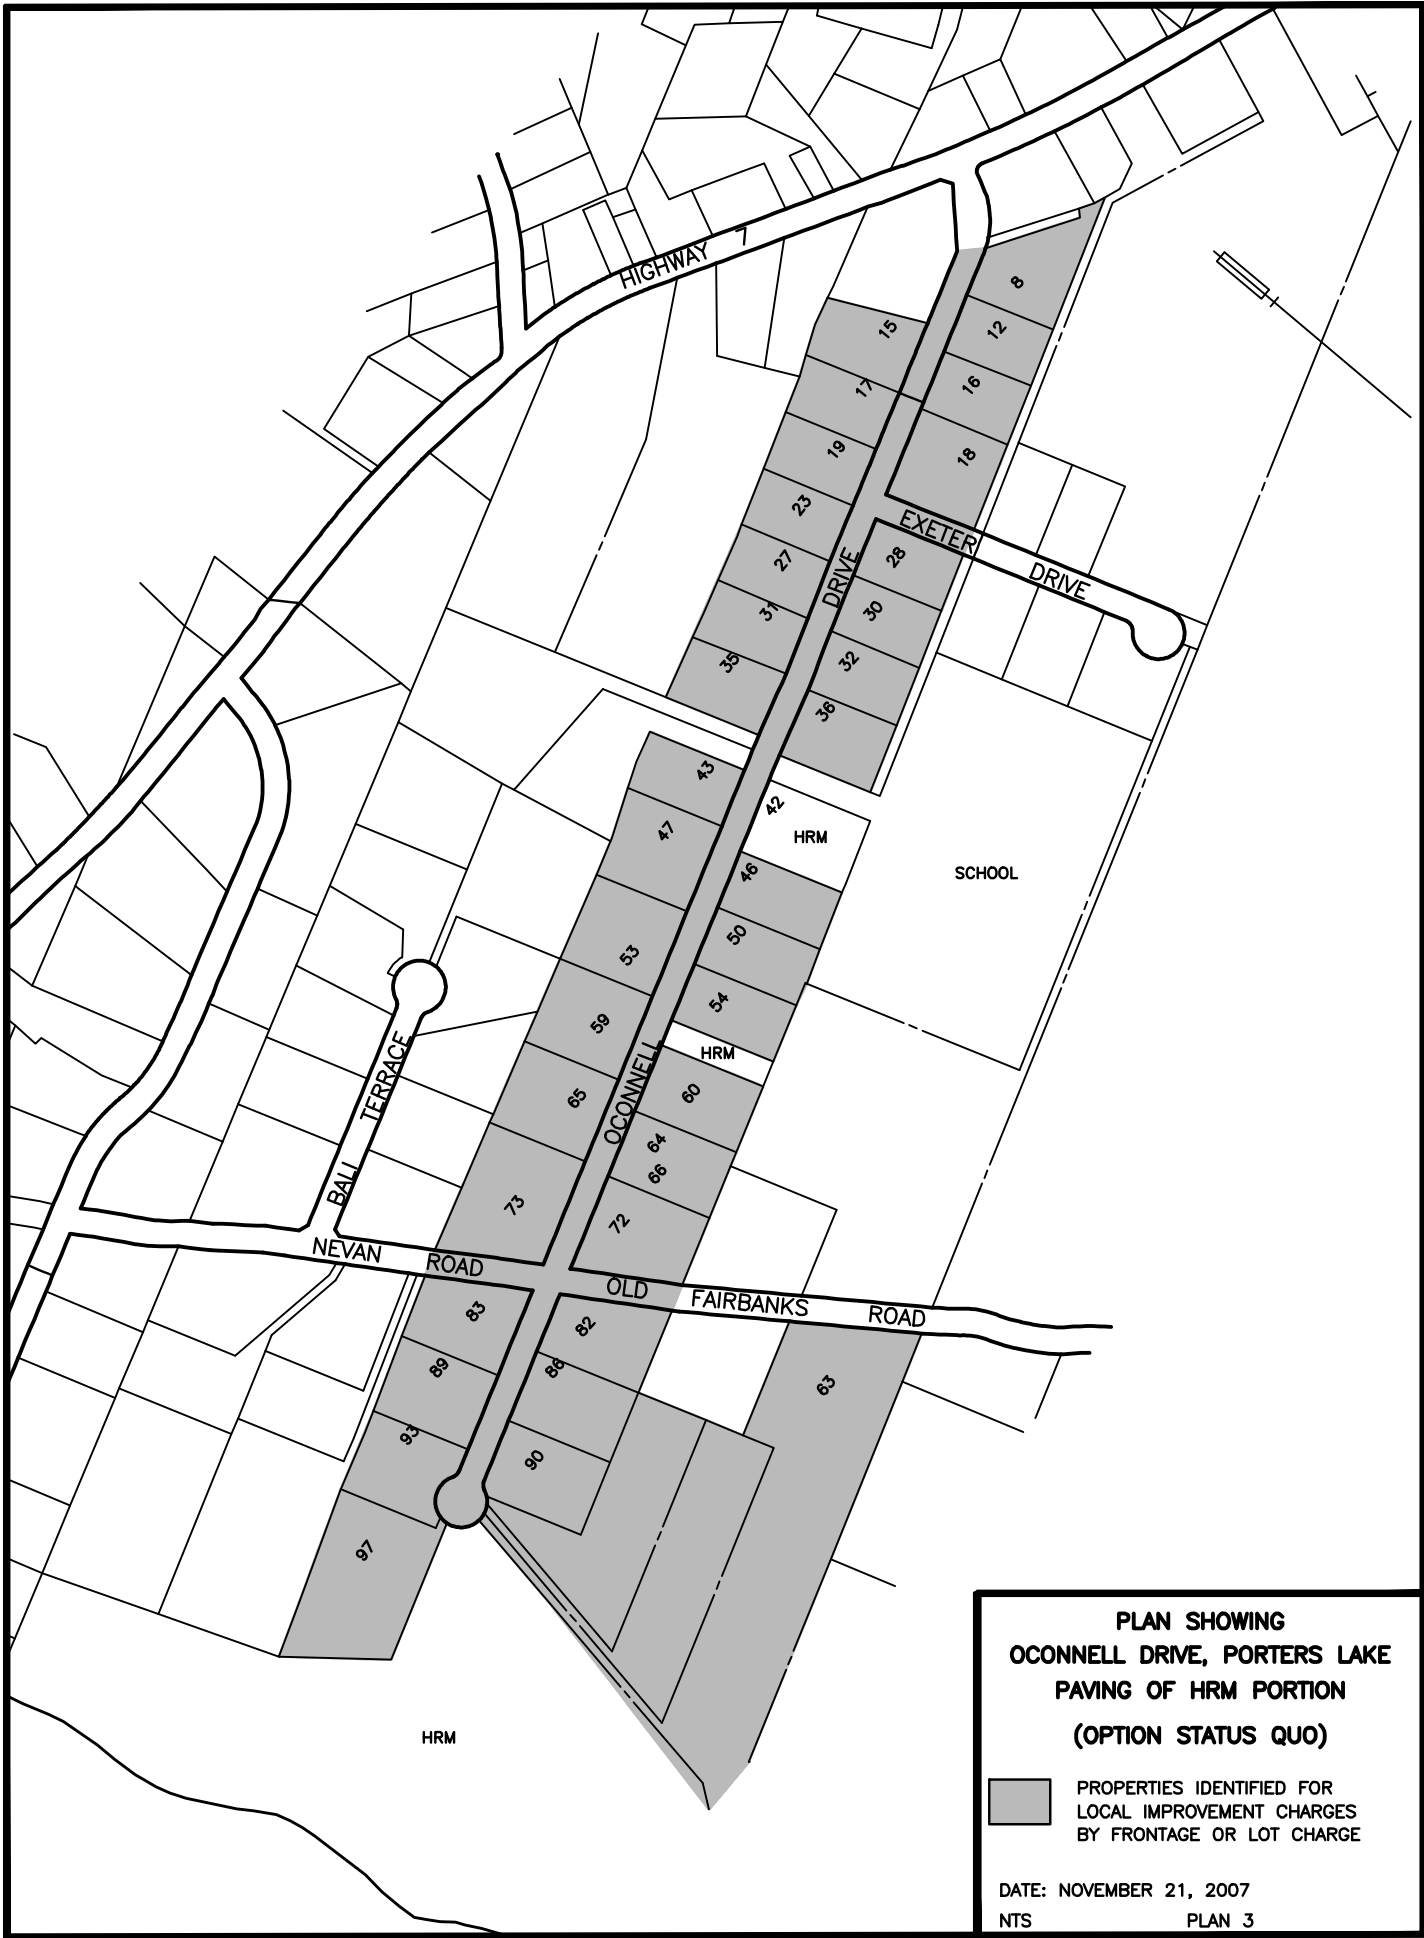 HIGHWAY 7
8
15
12
17
16
19
18
23
EXETER DRIVE
27
28
31
30
35
32
36
43
42
47
HRM
46
SCHOOL
50
53
54
59
HRM
60
65
64
66
73
72
OCONNELL DRIVE
BALI TERRACE
NEVAN ROAD
OLD FAIRBANKS ROAD
83
82
89
86
63
93
90
97
HRM
PLAN SHOWING
OCONNELL DRIVE, PORTERS LAKE
PAVING OF HRM PORTION
(OPTION STATUS QUO)
PROPERTIES IDENTIFIED FOR
LOCAL IMPROVEMENT CHARGES
BY FRONTAGE OR LOT CHARGE
DATE: NOVEMBER 21, 2007
NTS PLAN 3